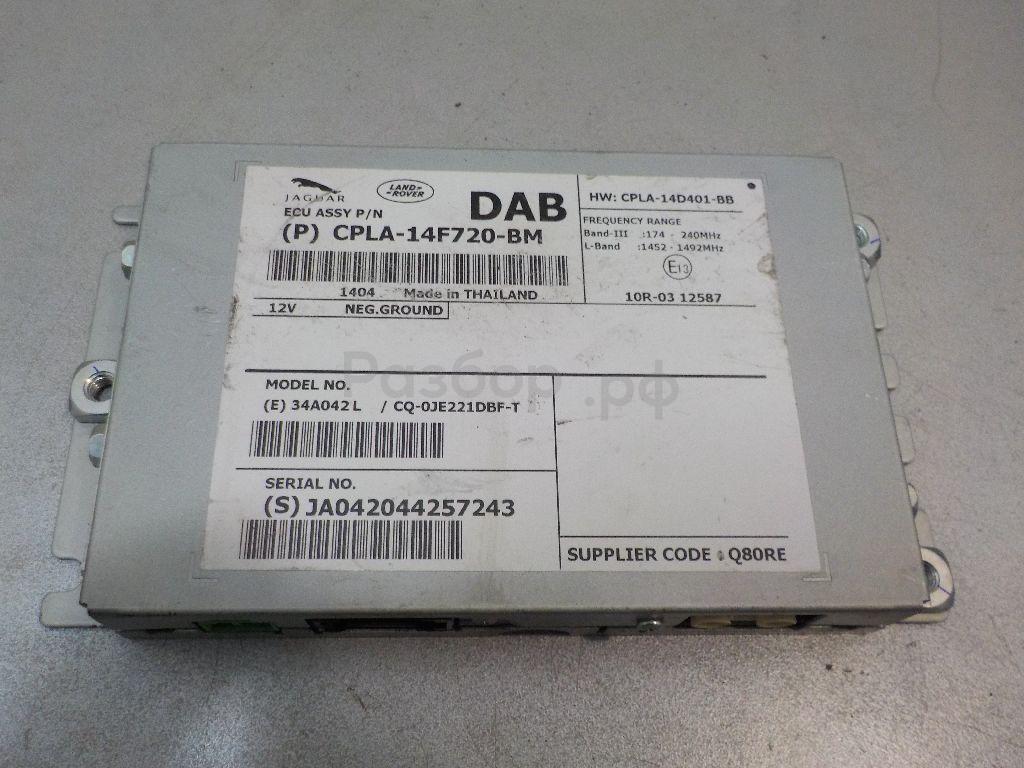 JAGUAR
LAND-
-ROVER
DAB
ECU ASSY P/N
(P) CPLA-14F720-BM
1404 Made in THAILAND
12V NEG.GROUND
HW: CPLA-14D401-BB
FREQUENCY RANGE
Band-III :174 - 240MHz
L-Band :1452 - 1492MHz
E13
10R-03 12587
Разбор.рф
MODEL NO.
(E) 34A042L / CQ-0JE221DBF-T
SERIAL NO.
(S) JA042044257243
SUPPLIER CODE : Q80RE